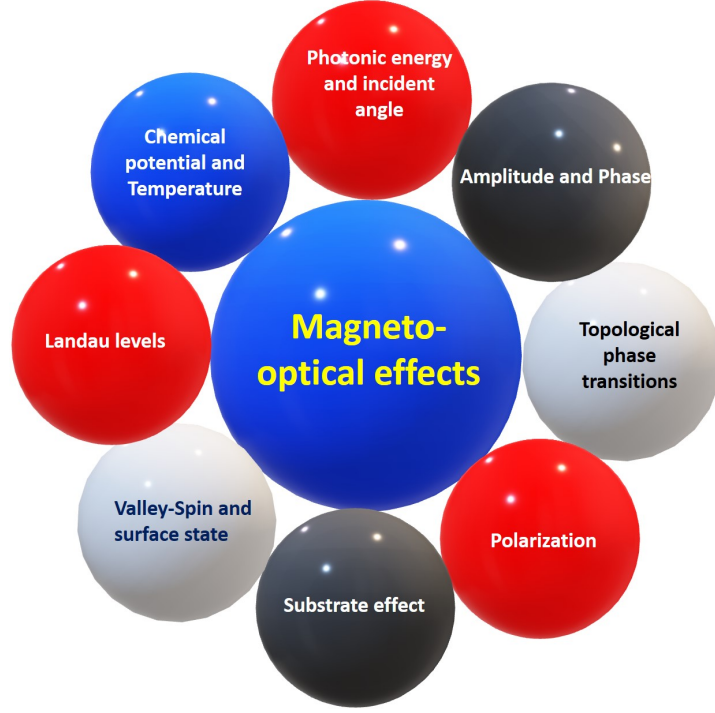 Photonic energy
and incident
angle
Chemical
potential and
Temperature
Amplitude and Phase
Magneto-
optical effects
Landau levels
Topological
phase
transitions
Valley-Spin and
surface state
Polarization
Substrate effect